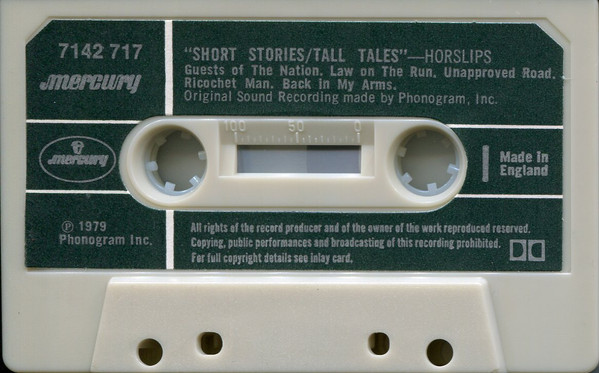 7142 717
mercury
"SHORT STORIES/TALL TALES"—HORSLIPS
Guests of The Nation. Law on The Run. Unapproved Road.
Ricochet Man. Back in My Arms.
Original Sound Recording made by Phonogram, Inc.
100 50 0
mercury
Made In
England
℗ 1979
Phonogram Inc.
All rights of the record producer and of the owner of the work reproduced reserved.
Copying, public performances and broadcasting of this recording prohibited.
For full copyright details see inlay card.